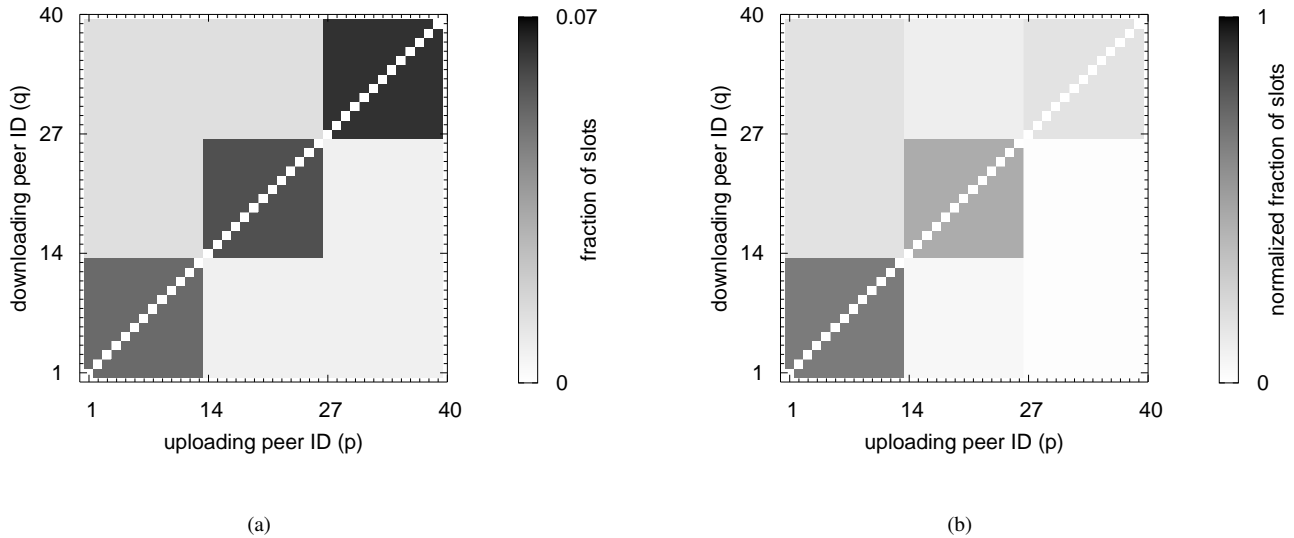 40
27
14
1
downloading peer ID (q)
1 14 27 40
uploading peer ID (p)
0.07
0
fraction of slots
(a)
40
27
14
1
downloading peer ID (q)
1 14 27 40
uploading peer ID (p)
1
0
normalized fraction of slots
(b)